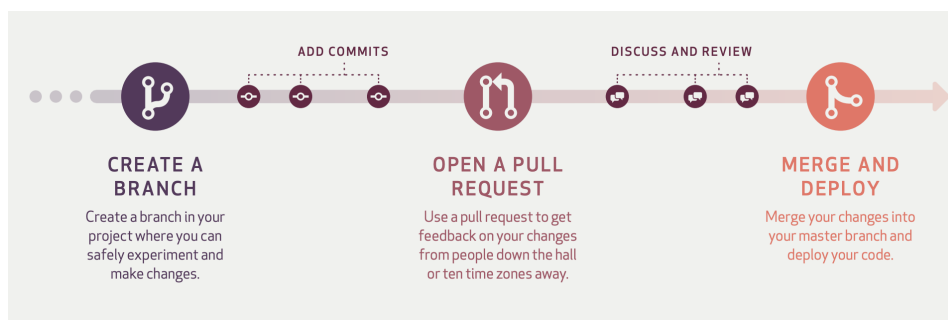 ADD COMMITS
DISCUSS AND REVIEW
CREATE A
BRANCH
Create a branch in your
project where you can
safely experiment and
make changes.
OPEN A PULL
REQUEST
Use a pull request to get
feedback on your changes
from people down the hall
or ten time zones away.
MERGE AND
DEPLOY
Merge your changes into
your master branch and
deploy your code.